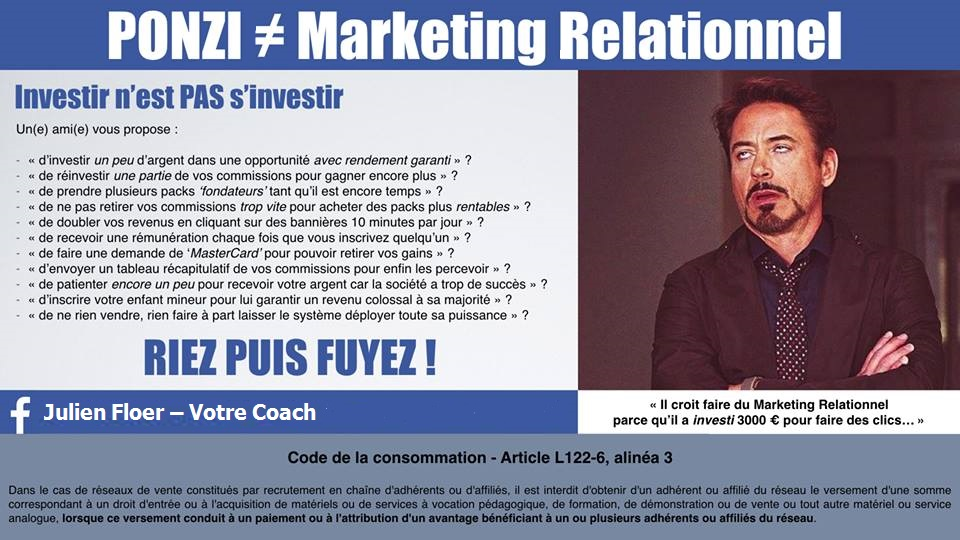 PONZI ≠ Marketing Relationnel
Investir n’est PAS s’investir
Un(e) ami(e) vous propose :
- « d’investir un peu d’argent dans une opportunité avec rendement garanti » ?
- « de réinvestir une partie de vos commissions pour gagner encore plus » ?
- « de prendre plusieurs packs ‘fondateurs’ tant qu’il est encore temps » ?
- « de ne pas retirer vos commissions trop vite pour acheter des packs plus rentables » ?
- « de doubler vos revenus en cliquant sur des bannières 10 minutes par jour » ?
- « de recevoir une rémunération chaque fois que vous inscrivez quelqu’un » ?
- « de faire une demande de ‘MasterCard’ pour pouvoir retirer vos gains » ?
- « d’envoyer un tableau récapitulatif de vos commissions pour enfin les percevoir » ?
- « de patienter encore un peu pour recevoir votre argent car la société a trop de succès » ?
- « d’inscrire votre enfant mineur pour lui garantir un revenu colossal à sa majorité » ?
- « de ne rien vendre, rien faire à part laisser le système déployer toute sa puissance » ?
RIEZ PUIS FUYEZ !
f Julien Floer – Votre Coach
« Il croit faire du Marketing Relationnel
parce qu’il a investi 3000 € pour faire des clics… »
Code de la consommation - Article L122-6, alinéa 3
Dans le cas de réseaux de vente constitués par recrutement en chaîne d'adhérents ou d'affiliés, il est interdit d'obtenir d'un adhérent ou affilié du réseau le versement d'une somme
correspondant à un droit d'entrée ou à l'acquisition de matériels ou de services à vocation pédagogique, de formation, de démonstration ou de vente ou tout autre matériel ou service
analogue, lorsque ce versement conduit à un paiement ou à l'attribution d'un avantage bénéficiant à un ou plusieurs adhérents ou affiliés du réseau.